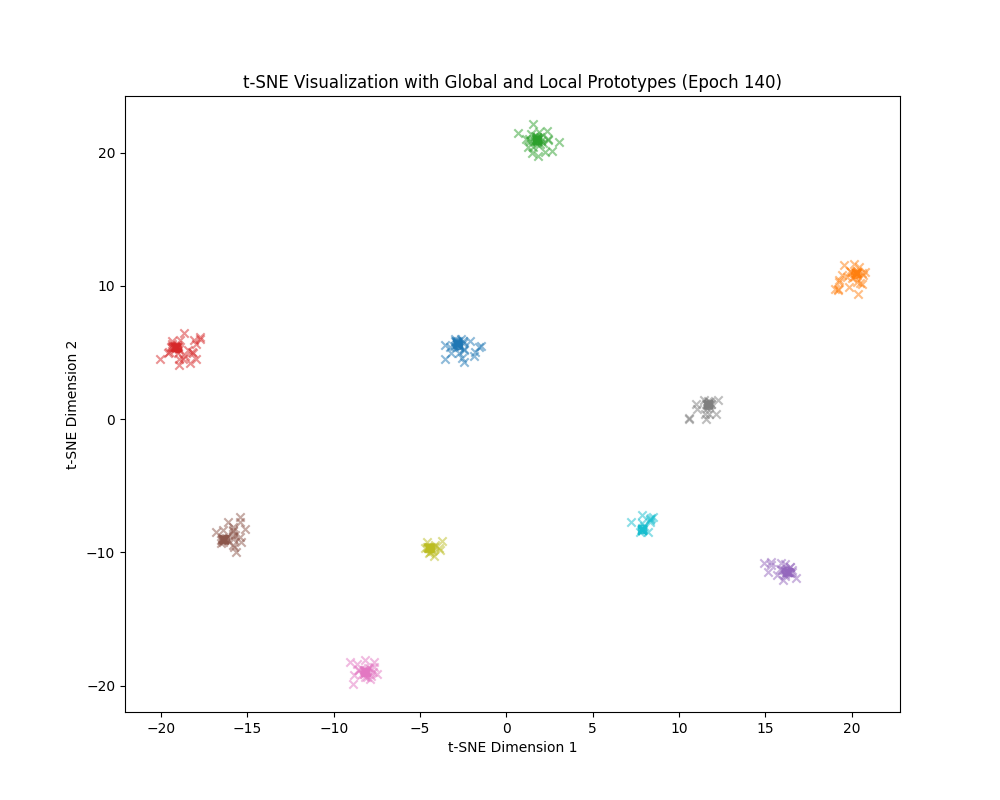 t-SNE Visualization with Global and Local Prototypes (Epoch 140)
20
10
0
−10
−20
t-SNE Dimension 2
−20 −15 −10 −5 0 5 10 15 20
t-SNE Dimension 1